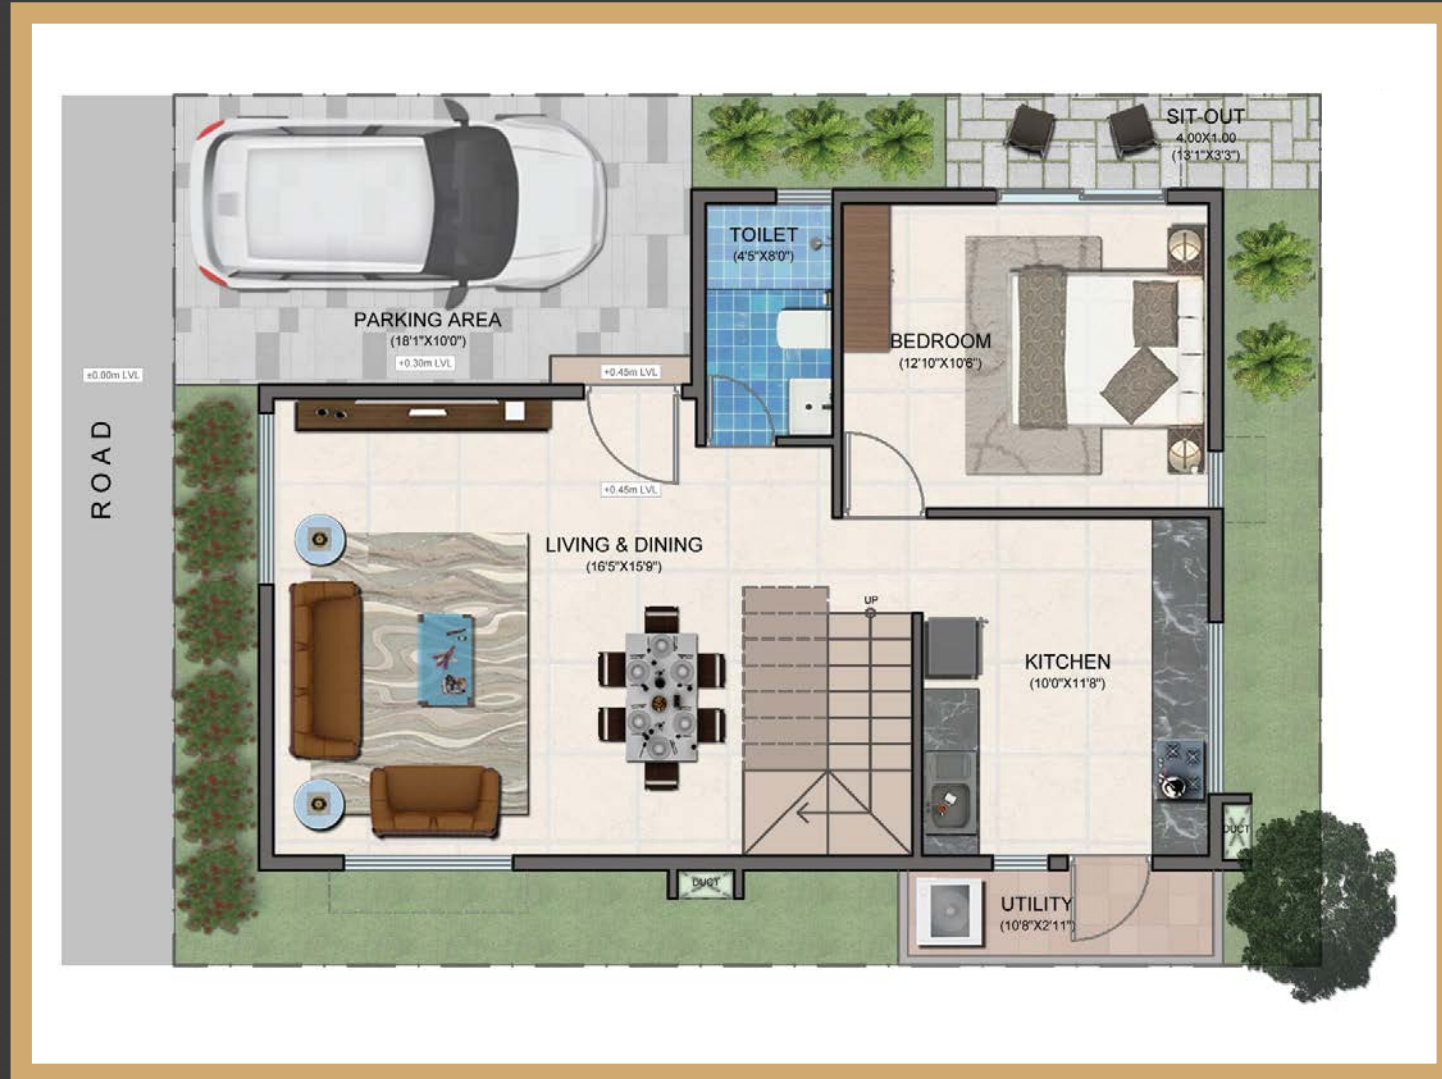 SIT-OUT
4.00X1.00
(13'1"X3'3")
TOILET
(4'5"X8'0")
PARKING AREA
(18'1"X10'0")
+0.30m LVL
BEDROOM
(12'10"X10'6")
±0.00m LVL
+0.45m LVL
ROAD
+0.45m LVL
LIVING & DINING
(16'5"X15'9")
UP
KITCHEN
(10'0"X11'8")
DUCT
DUCT
UTILITY
(10'8"X2'11")